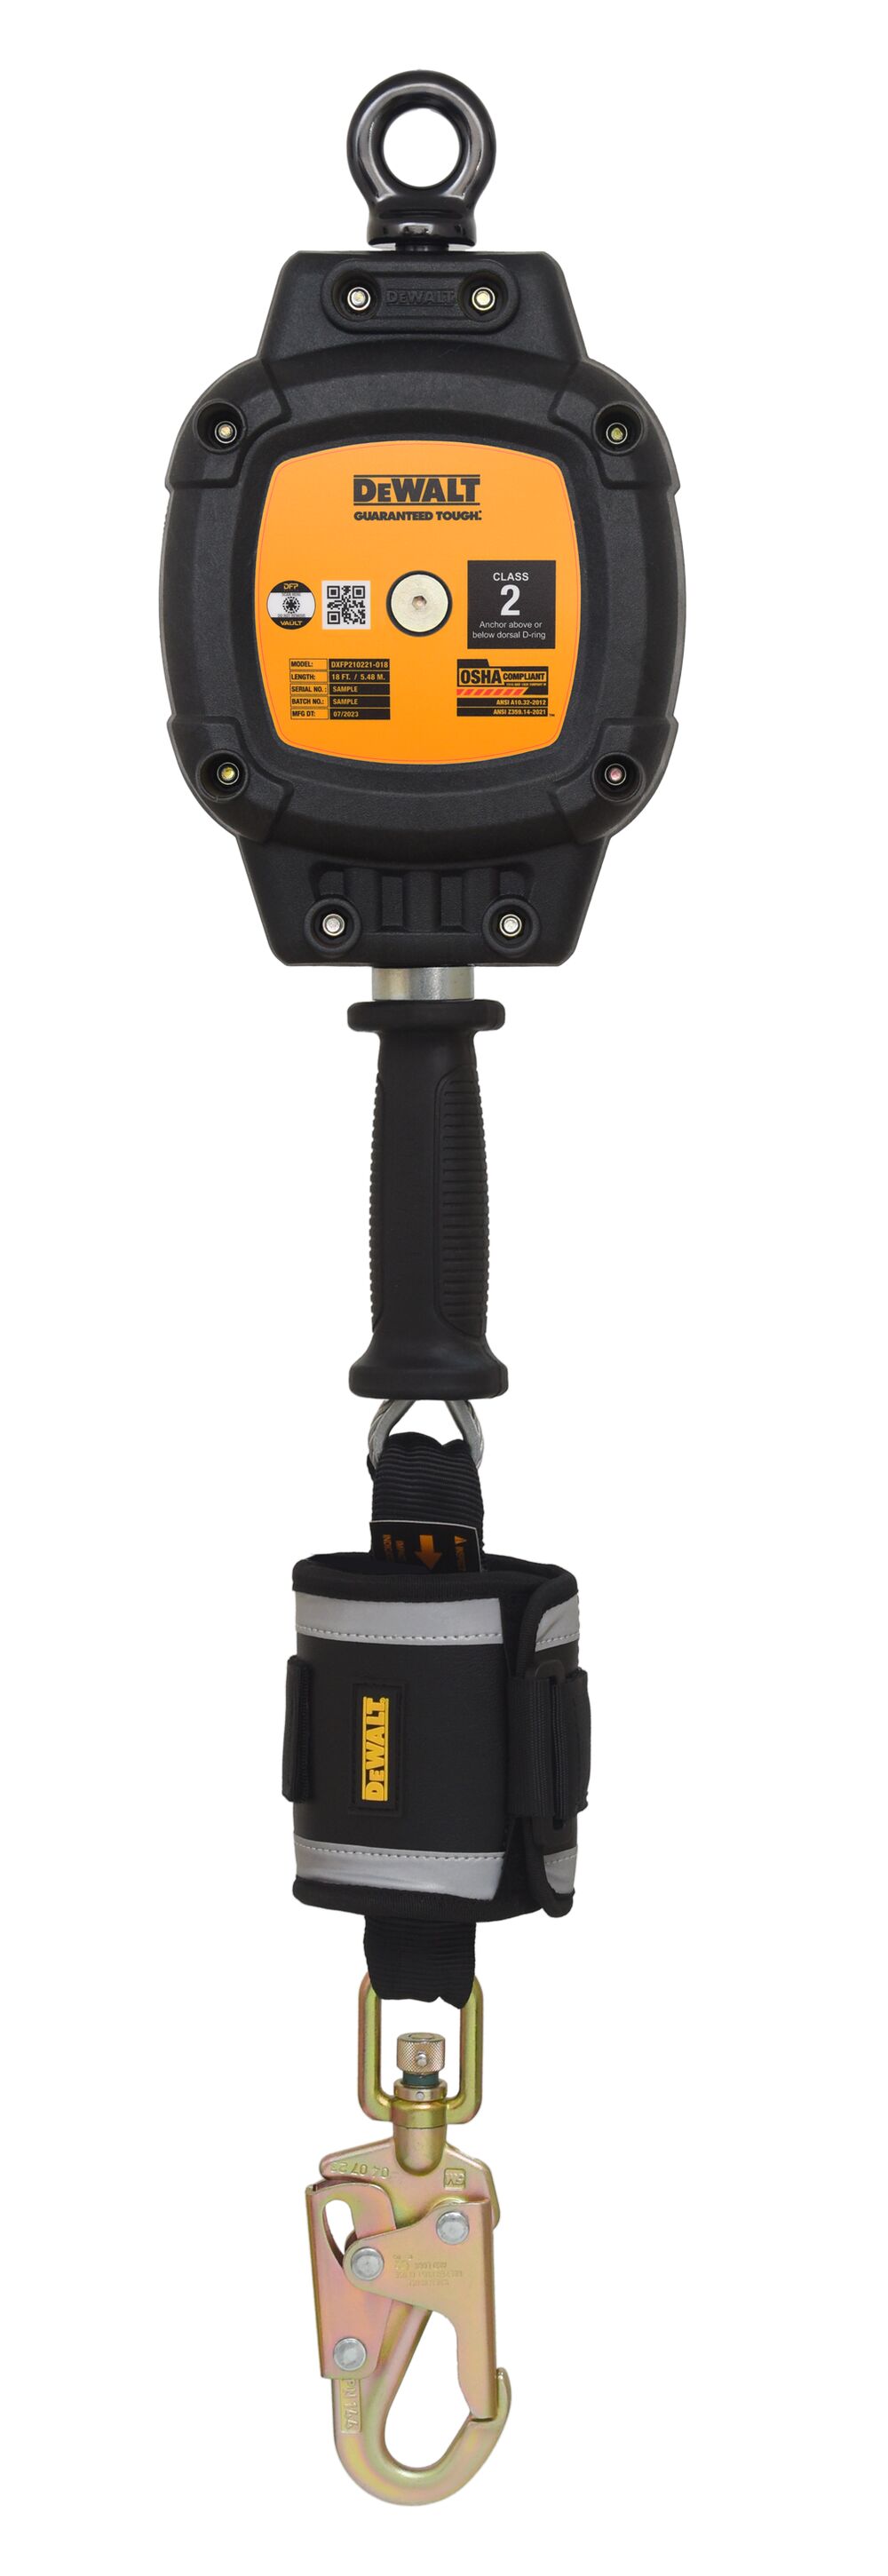 DEWALT
DEWALT
GUARANTEED TOUGH.
DFP
VAULT
CLASS
2
Anchor above or
below dorsal D-ring
MODEL: DXFP210221-018
LENGTH: 18 FT. / 5.48 M.
SERIAL NO.: SAMPLE
BATCH NO.: SAMPLE
MFG DT: 07/2023
OSHA COMPLIANT
ANSI A10.32-2012
ANSI Z359.14-2021
DEWALT